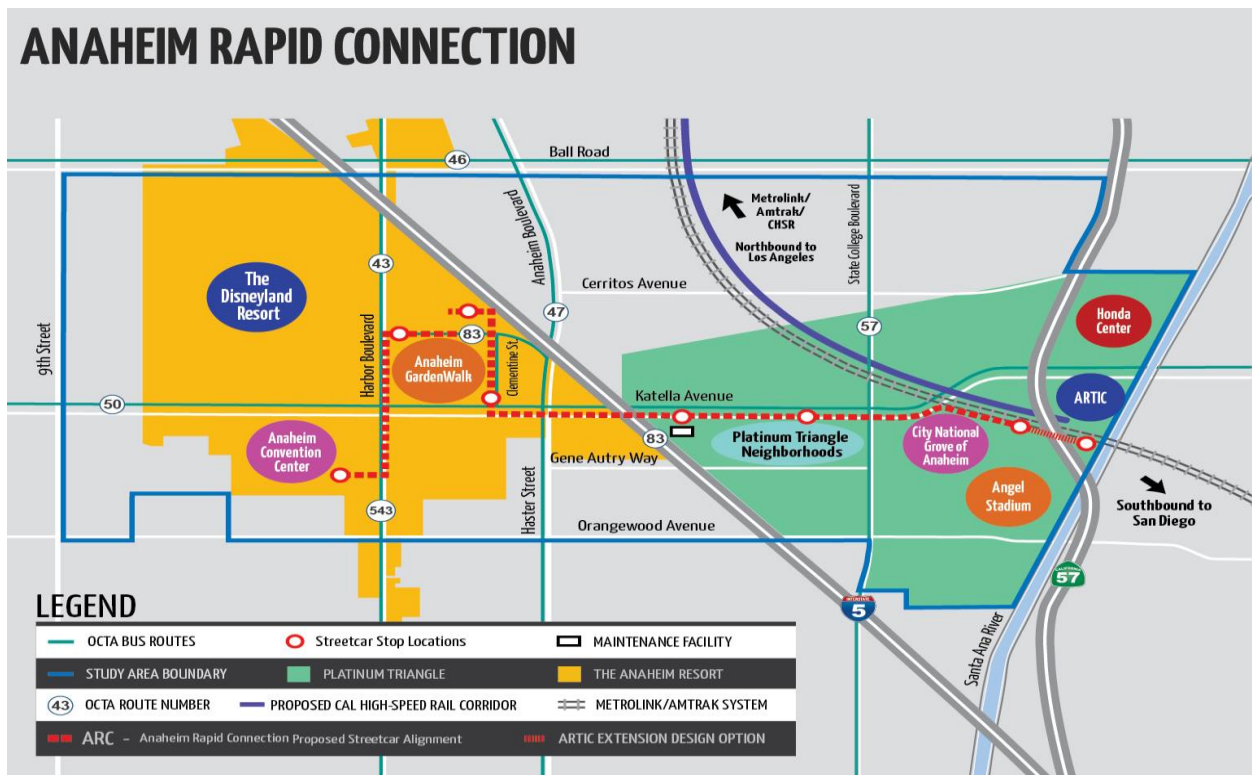 ANAHEIM RAPID CONNECTION
46
Ball Road
9th Street
The
Disneyland
Resort
43
Harbor Boulevard
Anaheim Boulevard
47
83
Anaheim
GardenWalk
Clementine St.
Metrolink/
Amtrak/
CHSR
Northbound to
Los Angeles
State College Boulevard
Cerritos Avenue
57
Honda
Center
50
Katella Avenue
ARTIC
Anaheim
Convention
Center
83
Gene Autry Way
Platinum Triangle
Neighborhoods
City National
Grove of
Anaheim
Angel
Stadium
Southbound to
San Diego
543
Haster Street
Orangewood Avenue
INTERSTATE
5
CALIFORNIA
57
Santa Ana River
LEGEND
OCTA BUS ROUTES
Streetcar Stop Locations
MAINTENANCE FACILITY
STUDY AREA BOUNDARY
PLATINUM TRIANGLE
THE ANAHEIM RESORT
43
OCTA ROUTE NUMBER
PROPOSED CAL HIGH-SPEED RAIL CORRIDOR
METROLINK/AMTRAK SYSTEM
ARC - Anaheim Rapid Connection Proposed Streetcar Alignment
ARTIC EXTENSION DESIGN OPTION